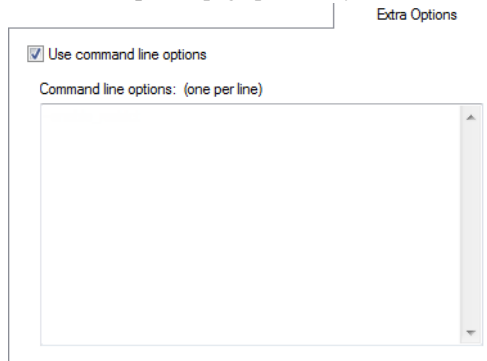 Extra Options
Use command line options
Command line options: (one per line)